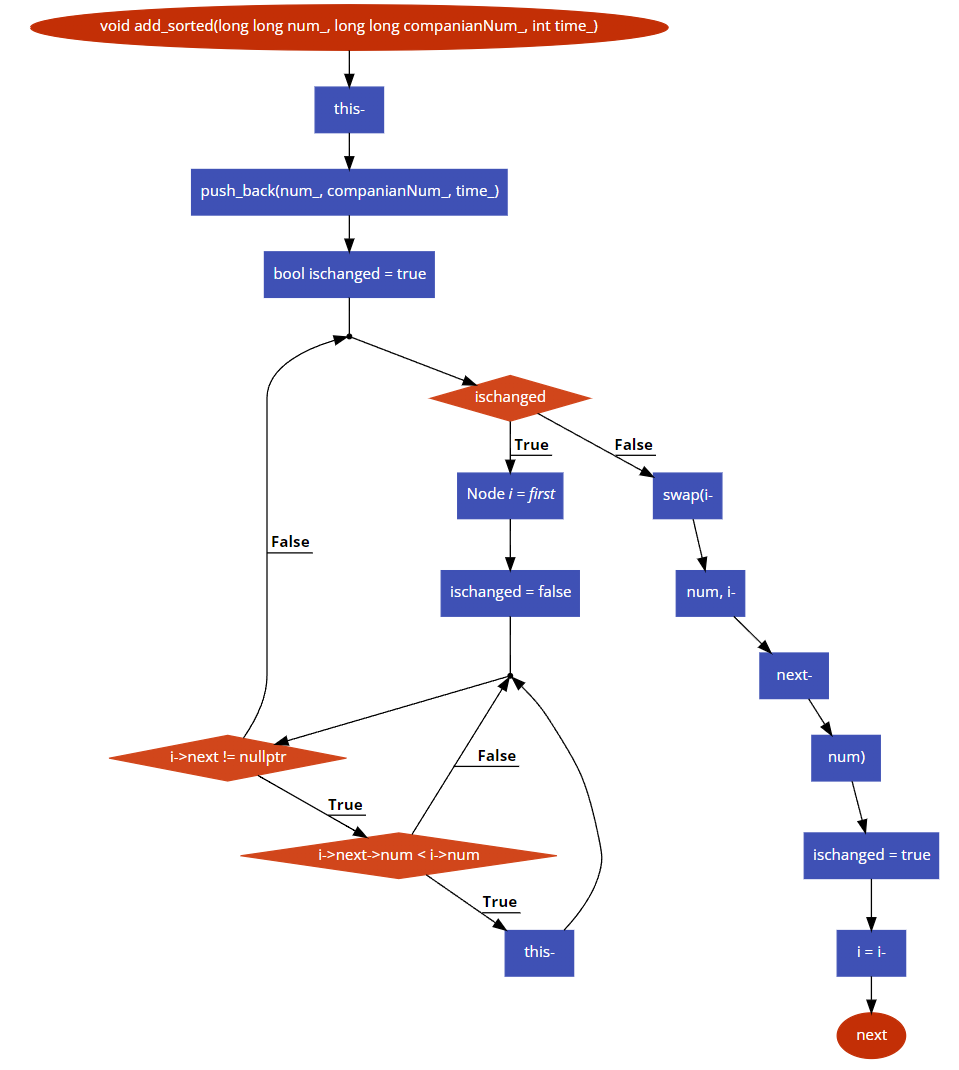 void add_sorted(long long num_, long long companianNum_, int time_)
this-
push_back(num_, companianNum_, time_)
bool ischanged = true
ischanged
True
False
Node i = first
swap(i-
False
ischanged = false
num, i-
next-
i->next != nullptr
False
num)
True
i->next->num < i->num
ischanged = true
True
this-
i = i-
next